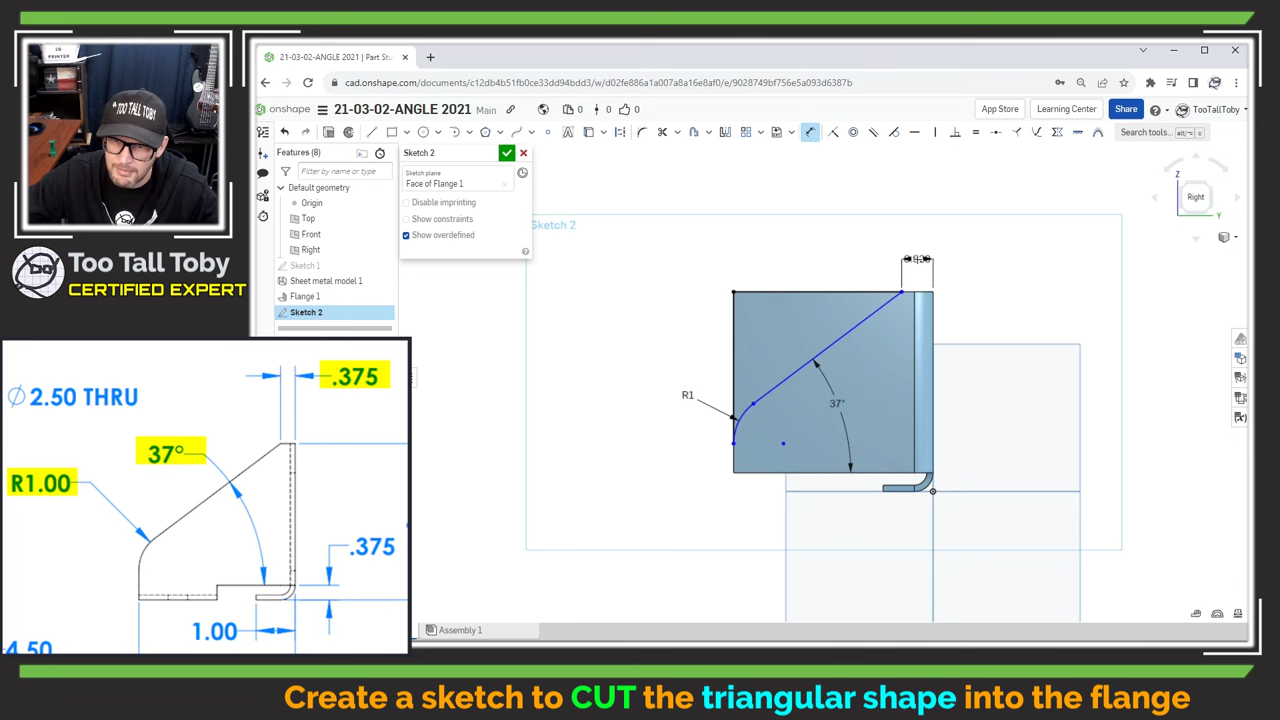 TOO TALL TOBY
Too Tall Toby
CERTIFIED EXPERT
21-03-02-ANGLE 2021 | Part Stu
cad.onshape.com/documents/c12db4b51fb0ce33dd94bdd3/w/d02fe886a1a007a8a16e8af0/e/9028749bf756e5a093d6387b
onshape
21-03-02-ANGLE 2021 Main
0
0
0
App Store
Learning Center
Share
TooTallToby
Search tools...
Features (8)
Filter by name or type
Default geometry
Origin
Top
Front
Right
Sketch 1
Sheet metal model 1
Flange 1
Sketch 2
Sketch 2
Sketch plane
Face of Flange 1
Disable imprinting
Show constraints
Show overdefined
Sketch 2
Z
Right
Y
R1
37°
Assembly 1
Ø 2.50 THRU
.375
37°
R1.00
.375
1.00
4.50
Create a sketch to CUT the triangular shape into the flange